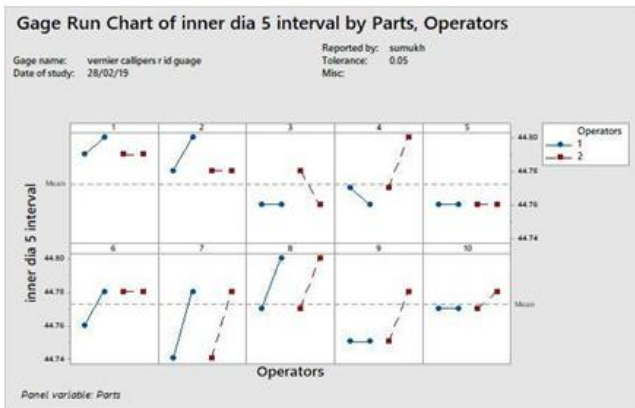 Gage Run Chart of inner dia 5 interval by Parts, Operators
Gage name: vernier callipers r id guage
Date of study: 28/02/19
Reported by: sumukh
Tolerance: 0.05
Misc:
1 2 3 4 5
Operators
1
2
44.80
44.78
44.76
44.74
Mean
inner dia 5 interval
6 7 8 9 10
44.80
44.78
44.76
44.74
Mean
Operators
Panel variable: Parts